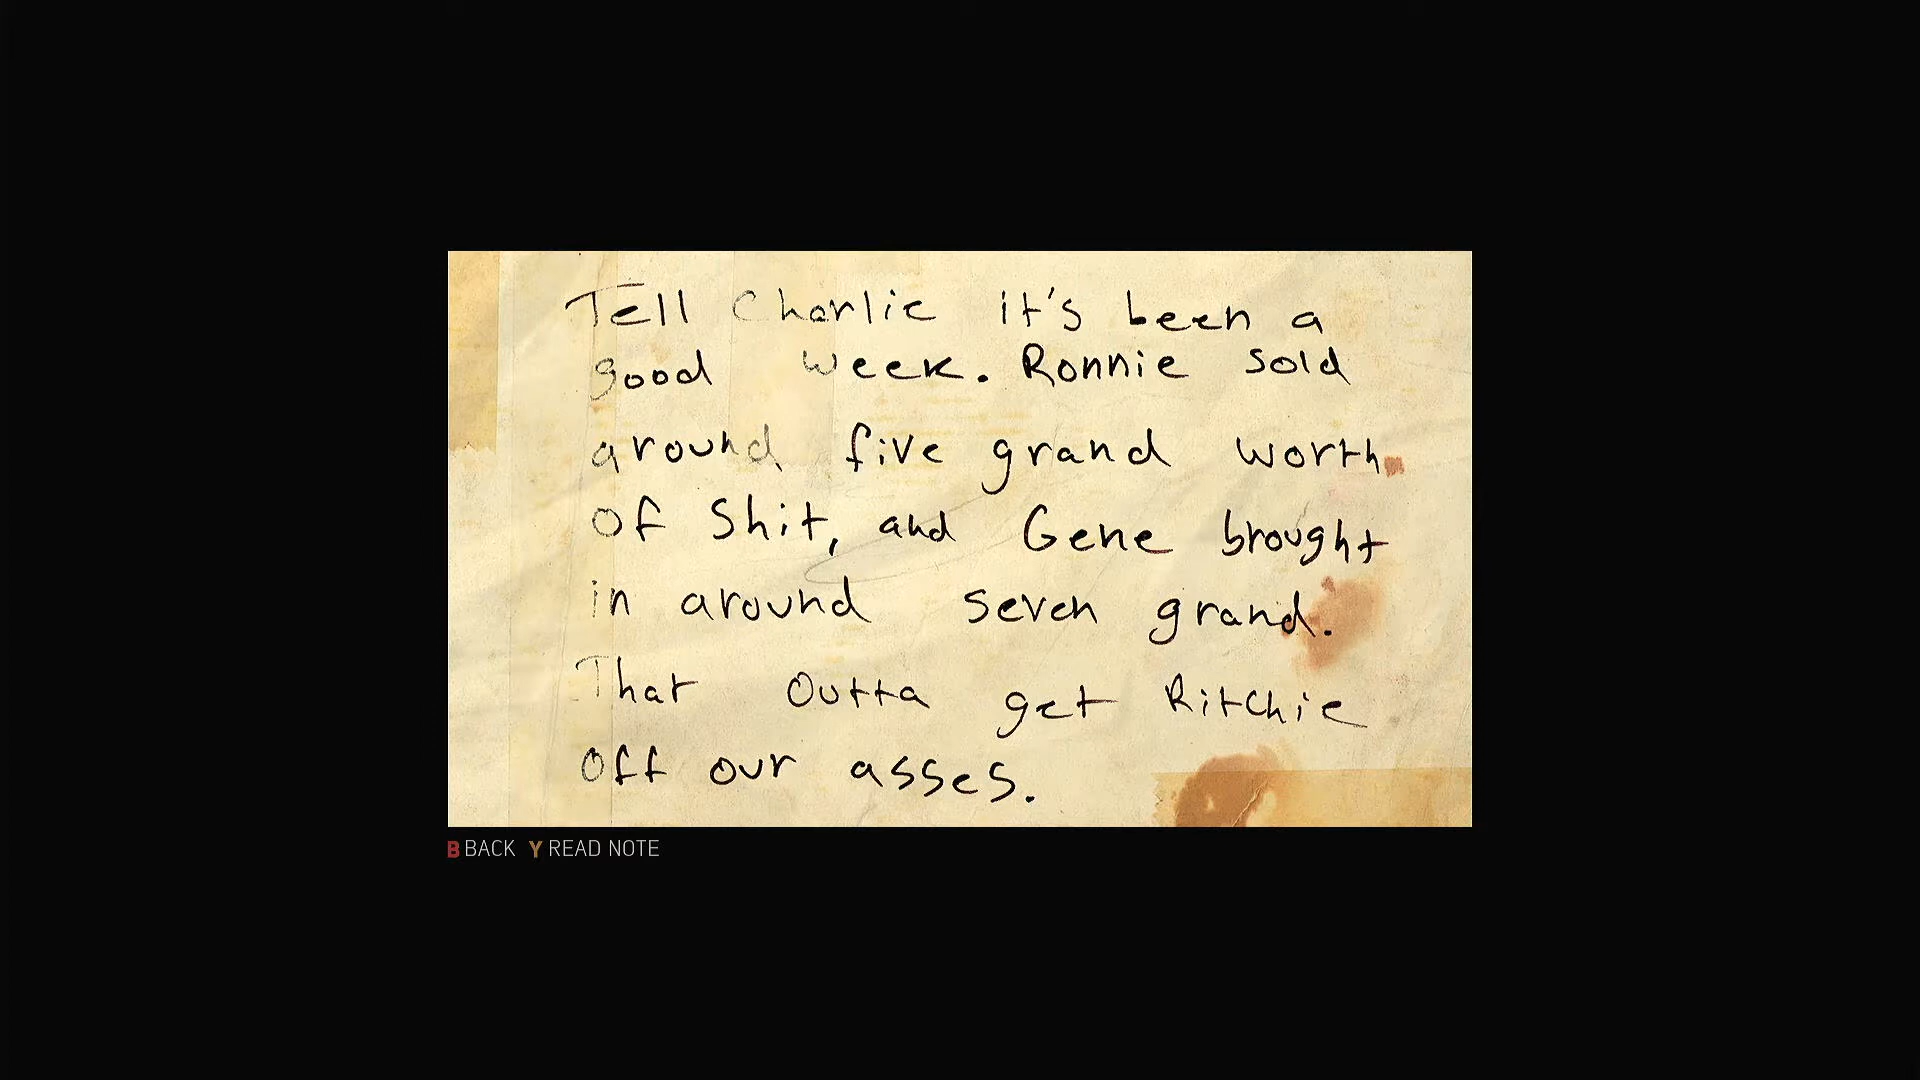 Tell Charlie it's been a
good week. Ronnie sold
around five grand worth
of Shit, and Gene brought
in around seven grand.
That Outta get Ritchie
Off our asses.
B BACK Y READ NOTE